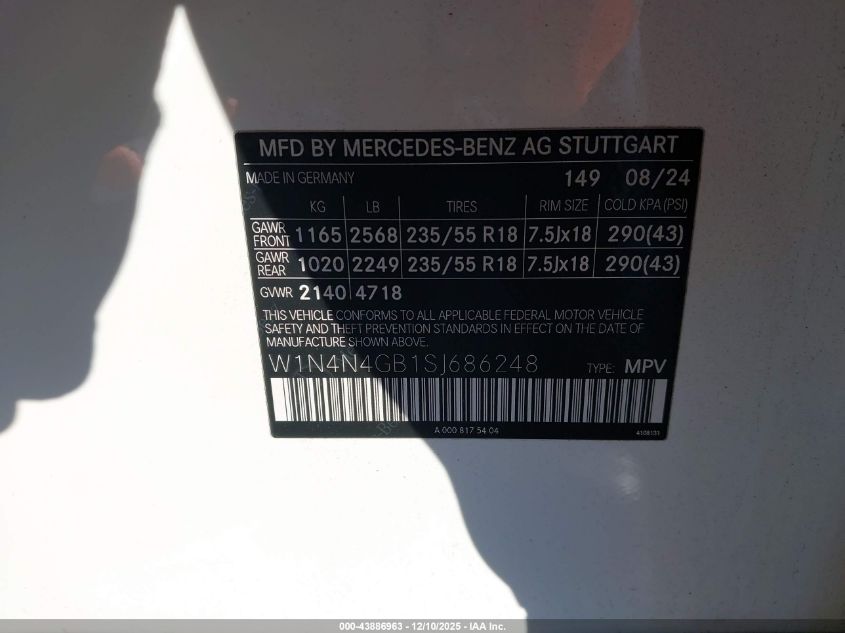 MFD BY MERCEDES-BENZ AG STUTTGART
MADE IN GERMANY 149 08/24
KG LB TIRES RIM SIZE COLD KPA (PSI)
GAWR FRONT 1165 2568 235/55 R18 7.5Jx18 290(43)
GAWR REAR 1020 2249 235/55 R18 7.5Jx18 290(43)
GVWR 2140 4718
THIS VEHICLE CONFORMS TO ALL APPLICABLE FEDERAL MOTOR VEHICLE
SAFETY AND THEFT PREVENTION STANDARDS IN EFFECT ON THE DATE OF
MANUFACTURE SHOWN ABOVE.
W1N4N4GB1SJ686248 TYPE: MPV
A 000 817 54 04
000-43886963 - 12/10/2025 - IAA Inc.